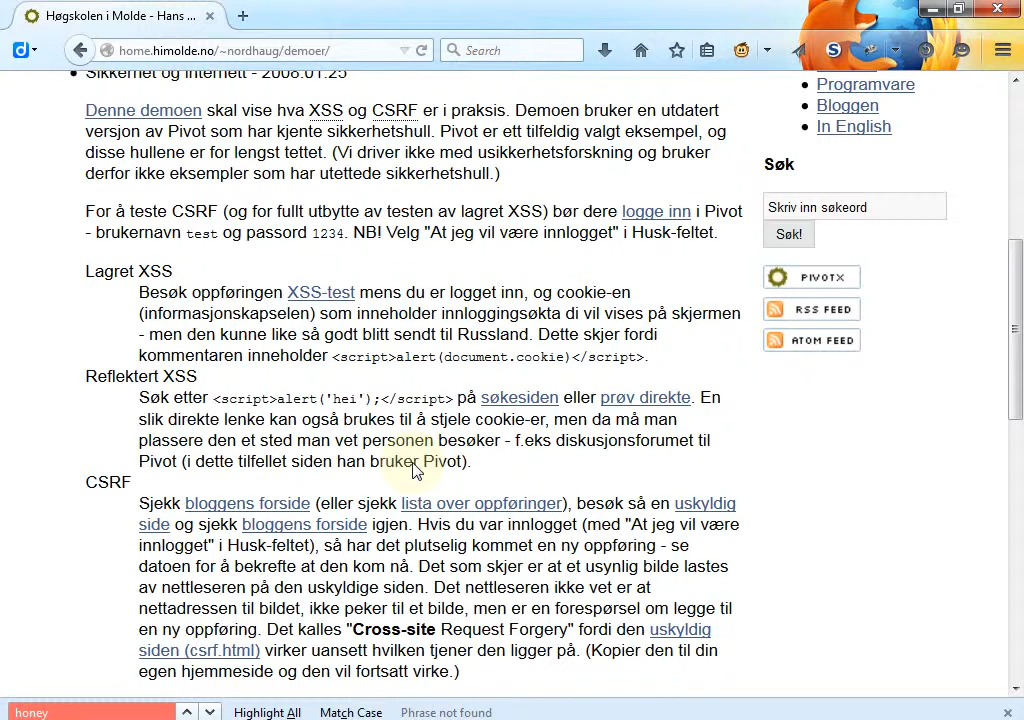 Høgskolen i Molde - Hans ...
home.himolde.no/~nordhaug/demoer/
Search
Sikkerhet og Internett - 2008.01.25
Denne demoen skal vise hva XSS og CSRF er i praksis. Demoen bruker en utdatert
versjon av Pivot som har kjente sikkerhetshull. Pivot er ett tilfeldig valgt eksempel, og
disse hullene er for lengst tettet. (Vi driver ikke med usikkerhetsforskning og bruker
derfor ikke eksempler som har utettede sikkerhetshull.)
For å teste CSRF (og for fullt utbytte av testen av lagret XSS) bør dere logge inn i Pivot
- brukernavn test og passord 1234. NB! Velg "At jeg vil være innlogget" i Husk-feltet.
Lagret XSS
Besøk oppføringen XSS-test mens du er logget inn, og cookie-en
(informasjonskapselen) som inneholder innloggingsøkta di vil vises på skjermen
- men den kunne like så godt blitt sendt til Russland. Dette skjer fordi
kommentaren inneholder <script>alert(document.cookie)</script>.
Reflektert XSS
Søk etter <script>alert('hei');</script> på søkesiden eller prøv direkte. En
slik direkte lenke kan også brukes til å stjele cookie-er, men da må man
plassere den et sted man vet personen besøker - f.eks diskusjonsforumet til
Pivot (i dette tilfellet siden han bruker Pivot).
CSRF
Sjekk bloggens forside (eller sjekk lista over oppføringer), besøk så en uskyldig
side og sjekk bloggens forside igjen. Hvis du var innlogget (med "At jeg vil være
innlogget" i Husk-feltet), så har det plutselig kommet en ny oppføring - se
datoen for å bekrefte at den kom nå. Det som skjer er at et usynlig bilde lastes
av nettleseren på den uskyldige siden. Det nettleseren ikke vet er at
nettadressen til bildet, ikke peker til et bilde, men er en forespørsel om legge til
en ny oppføring. Det kalles "Cross-site Request Forgery" fordi den uskyldig
siden (csrf.html) virker uansett hvilken tjener den ligger på. (Kopier den til din
egen hjemmeside og den vil fortsatt virke.)
Programvare
Bloggen
In English
Søk
Skriv inn søkeord
Søk!
PIVOTX
RSS FEED
ATOM FEED
honey
Highlight All
Match Case
Phrase not found